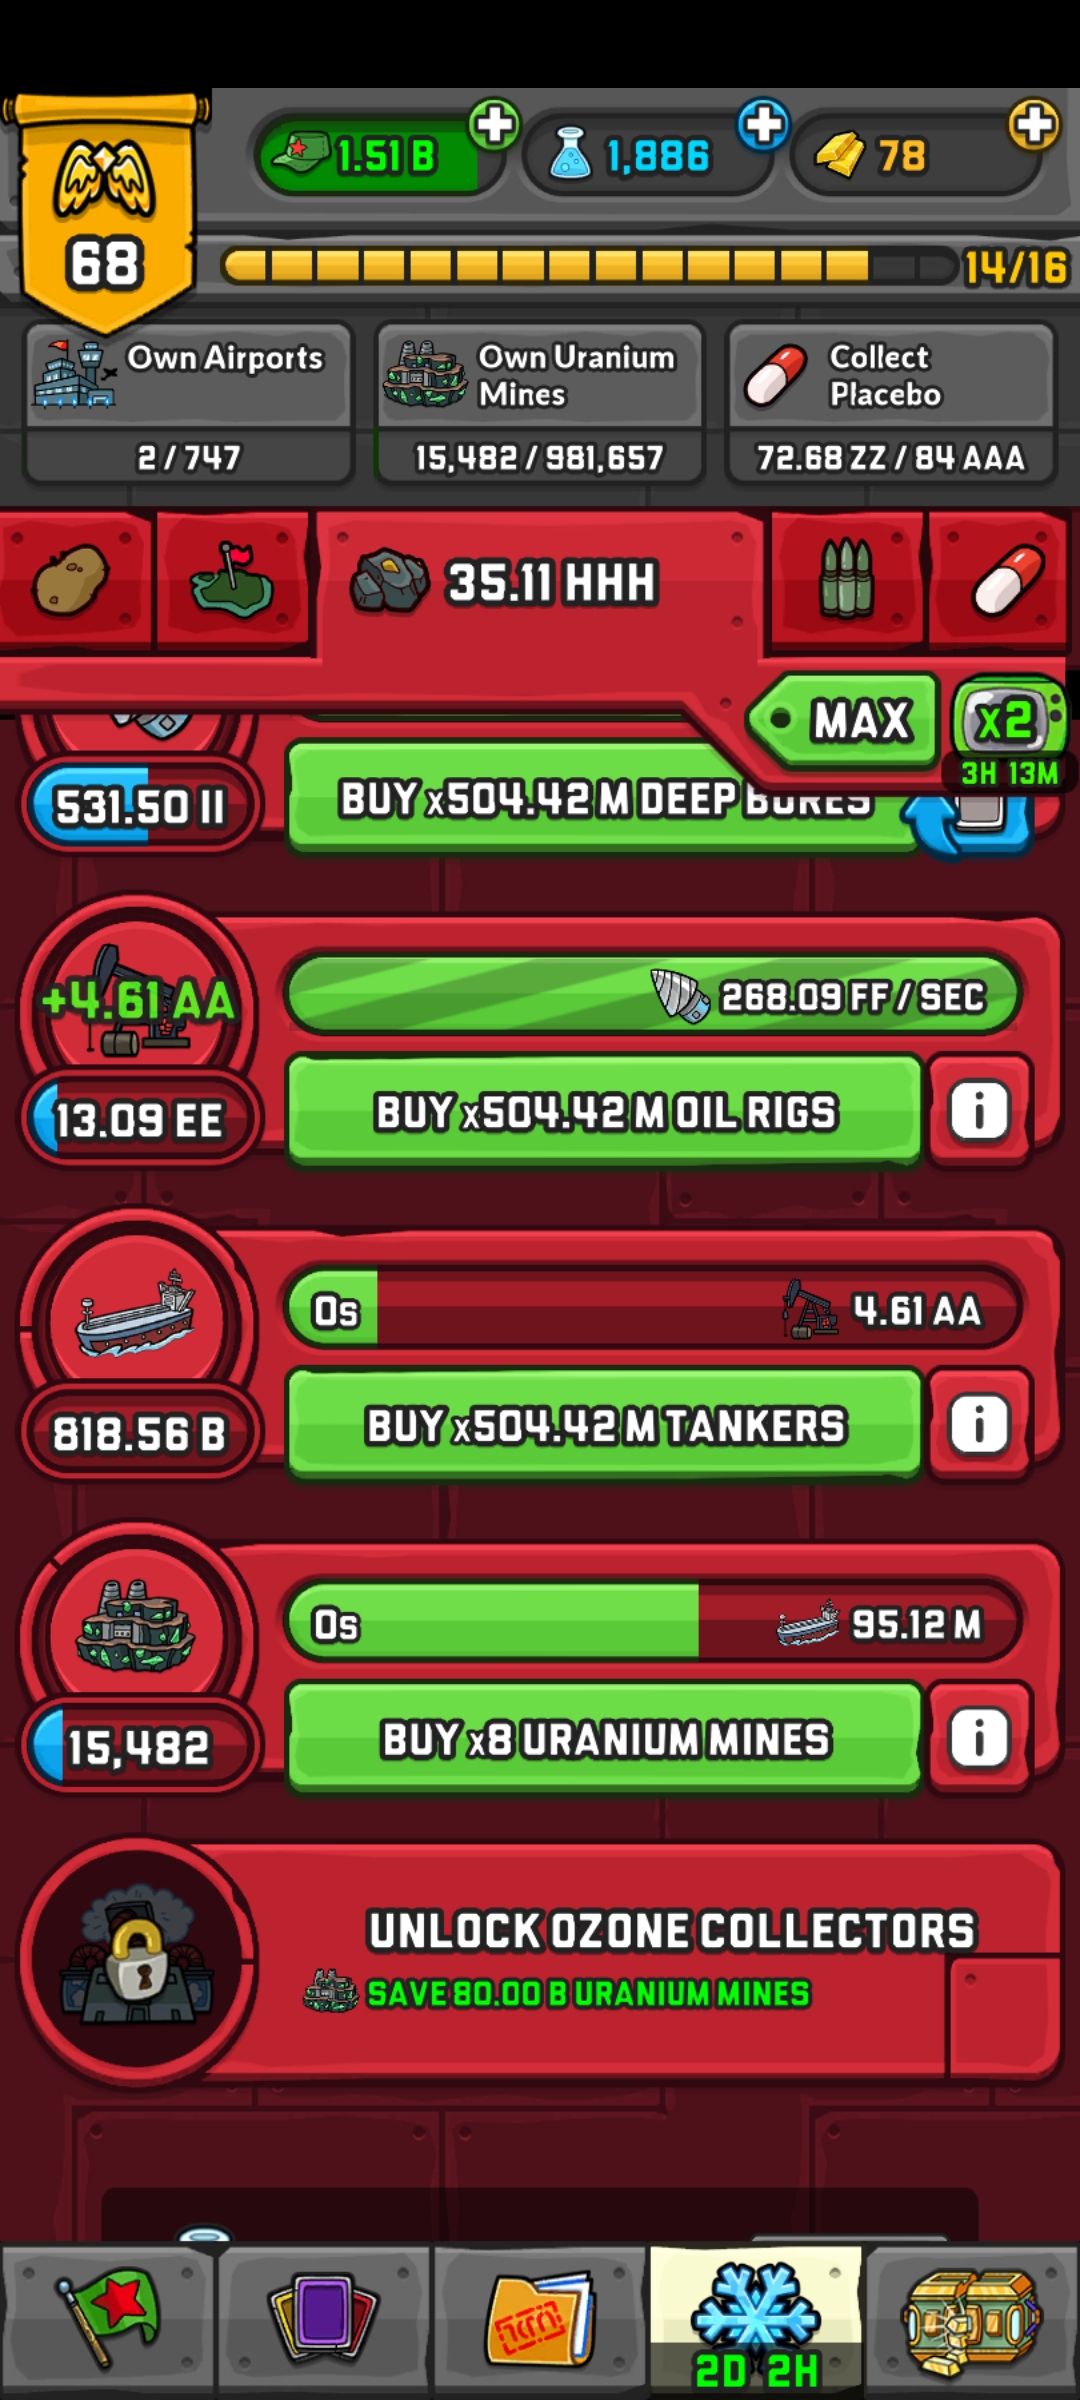 1.51 B
1,886
78
68
14/16
Own Airports
2 / 747
Own Uranium
Mines
15,482 / 981,657
Collect
Placebo
72.68 ZZ / 84 AAA
35.11 HHH
MAX
x2
3H 13M
531.50 II
BUY x504.42 M DEEP BORES
+4.61 AA
268.09 FF / SEC
13.09 EE
BUY x504.42 M OIL RIGS
i
0s
4.61 AA
818.56 B
BUY x504.42 M TANKERS
i
0s
95.12 M
15,482
BUY x8 URANIUM MINES
i
UNLOCK OZONE COLLECTORS
SAVE 80.00 B URANIUM MINES
2D 2H